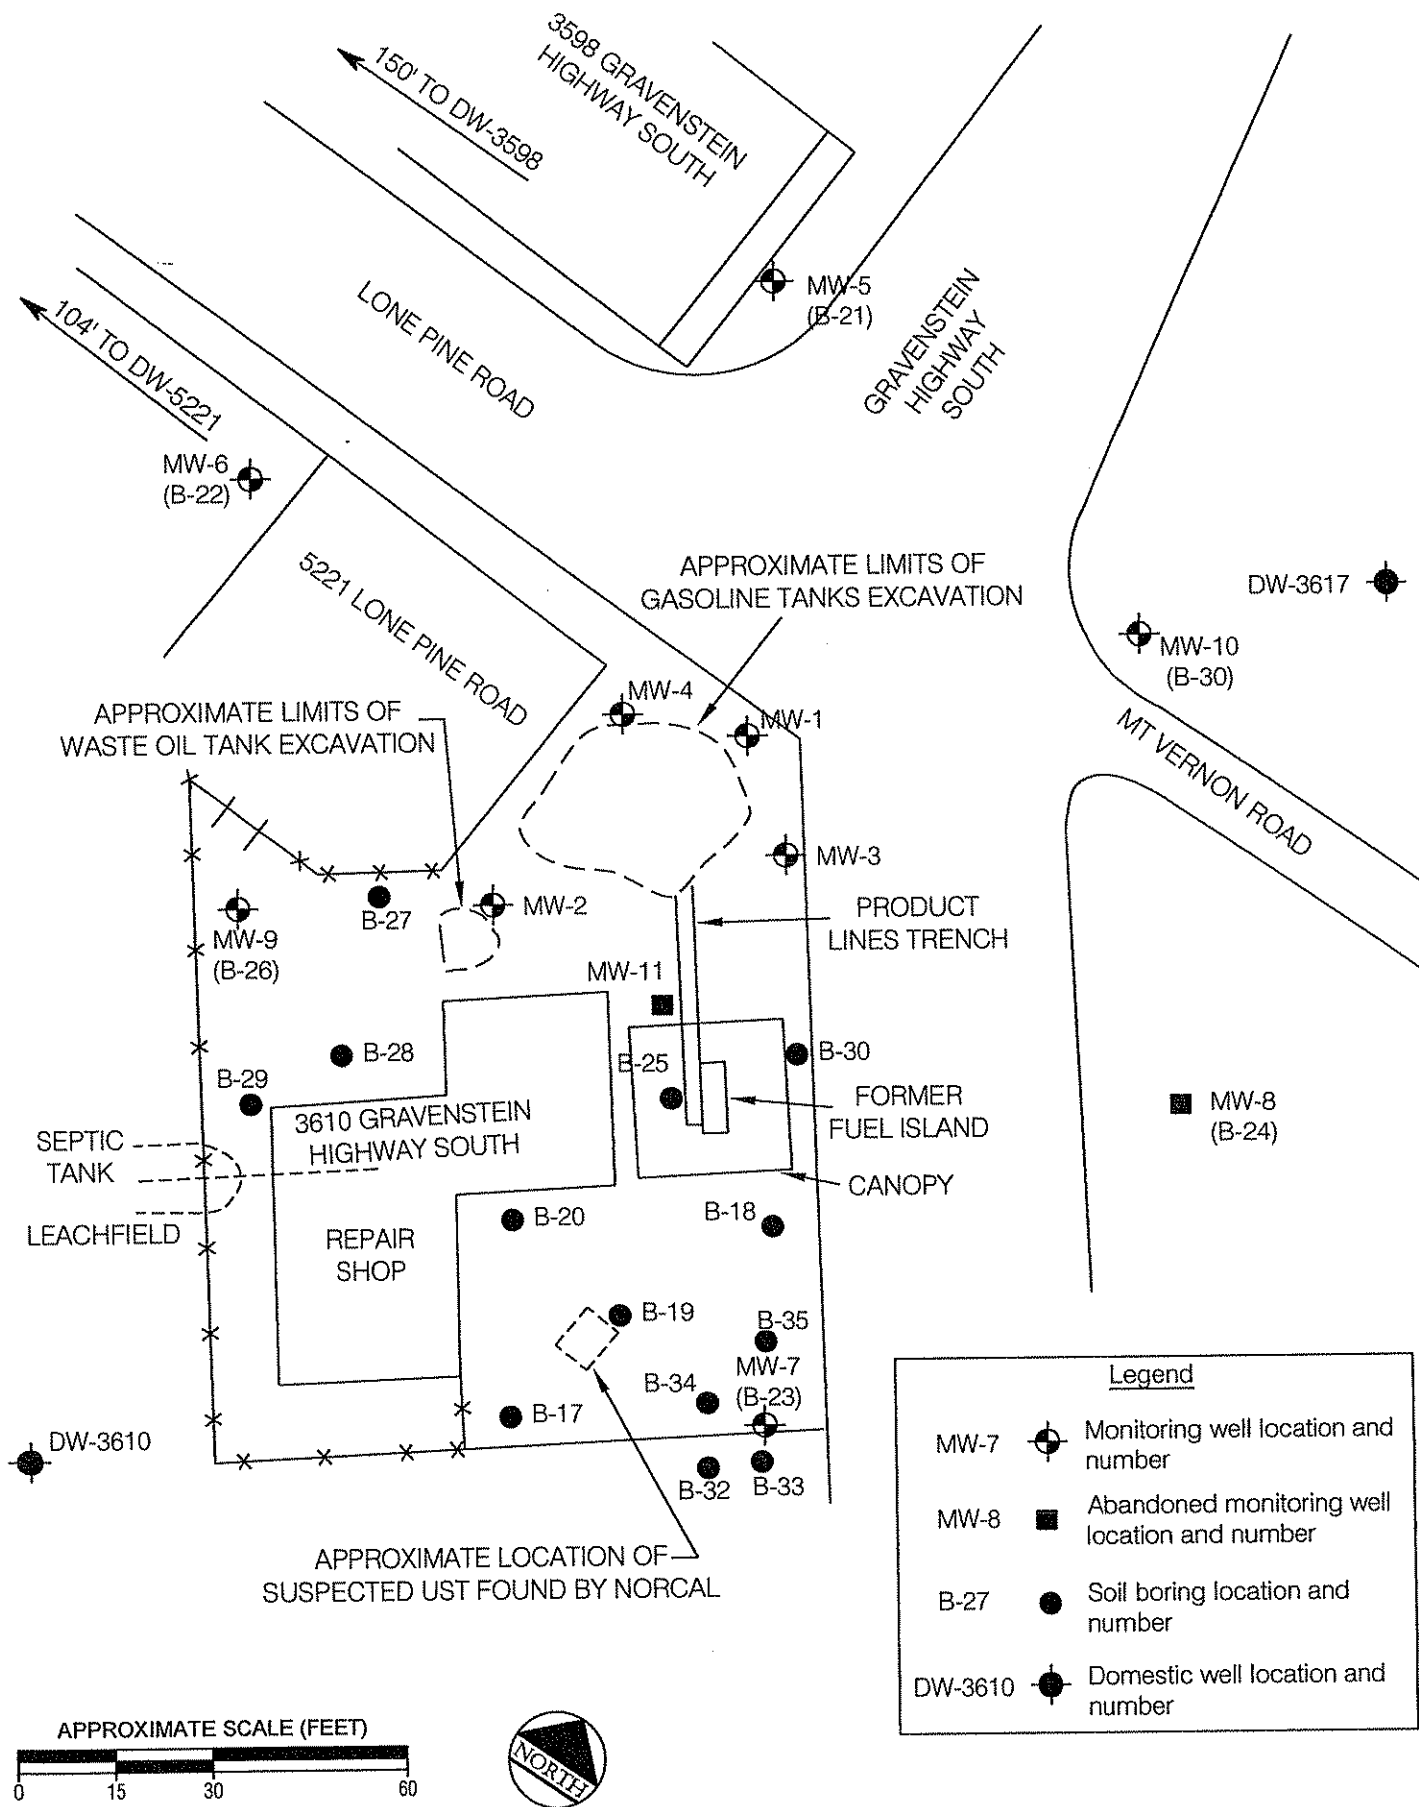 3598 GRAVENSTEIN
HIGHWAY SOUTH
150' TO DW-3598
LONE PINE ROAD
MW-5
(B-21)
GRAVENSTEIN
HIGHWAY
SOUTH
104' TO DW-5221
MW-6
(B-22)
5221 LONE PINE ROAD
APPROXIMATE LIMITS OF
GASOLINE TANKS EXCAVATION
DW-3617
MW-10
(B-30)
MT VERNON ROAD
MW-4
MW-1
APPROXIMATE LIMITS OF
WASTE OIL TANK EXCAVATION
MW-3
B-27
MW-2
MW-9
(B-26)
PRODUCT
LINES TRENCH
MW-11
B-28
B-29
B-25
B-30
FORMER
FUEL ISLAND
MW-8
(B-24)
3610 GRAVENSTEIN
HIGHWAY SOUTH
SEPTIC
TANK
CANOPY
LEACHFIELD
REPAIR
SHOP
B-20
B-18
B-19
B-35
MW-7
(B-23)
B-34
B-17
DW-3610
B-32
B-33
APPROXIMATE LOCATION OF
SUSPECTED UST FOUND BY NORCAL
Legend
MW-7 Monitoring well location and
number
MW-8 Abandoned monitoring well
location and number
B-27 Soil boring location and
number
DW-3610 Domestic well location and
number
APPROXIMATE SCALE (FEET)
0 15 30 60
NORTH